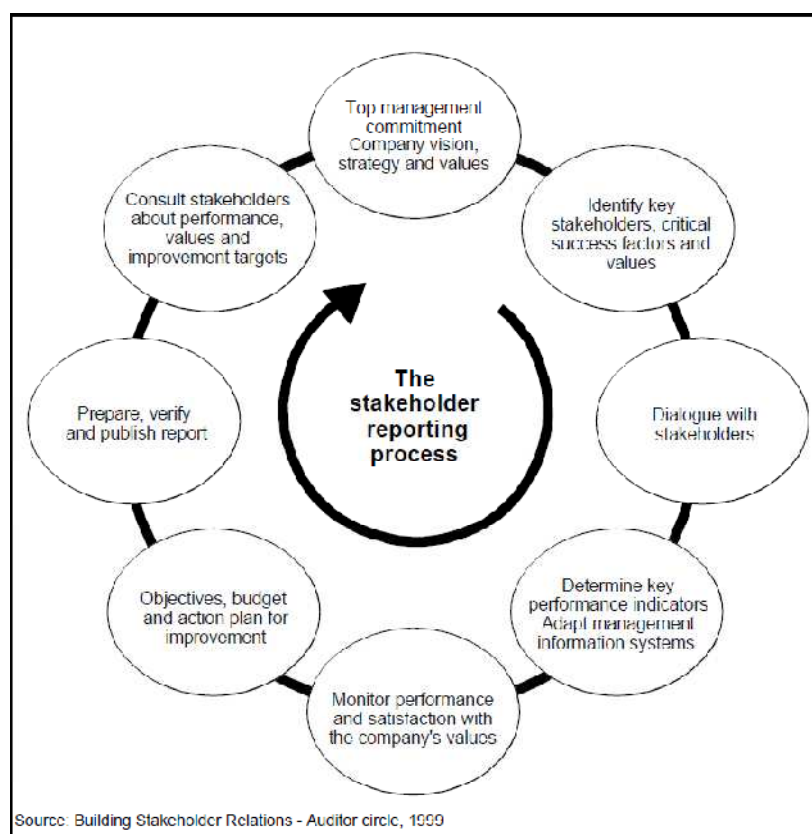 Top management
commitment
Company vision,
strategy and values
Identify key
stakeholders, critical
success factors and
values
Dialogue with
stakeholders
Determine key
performance indicators
Adapt management
information systems
Monitor performance
and satisfaction with
the company's values
Objectives, budget
and action plan for
improvement
Prepare, verify
and publish report
Consult stakeholders
about performance,
values and
improvement targets
The
stakeholder
reporting
process
Source: Building Stakeholder Relations - Auditor circle, 1999